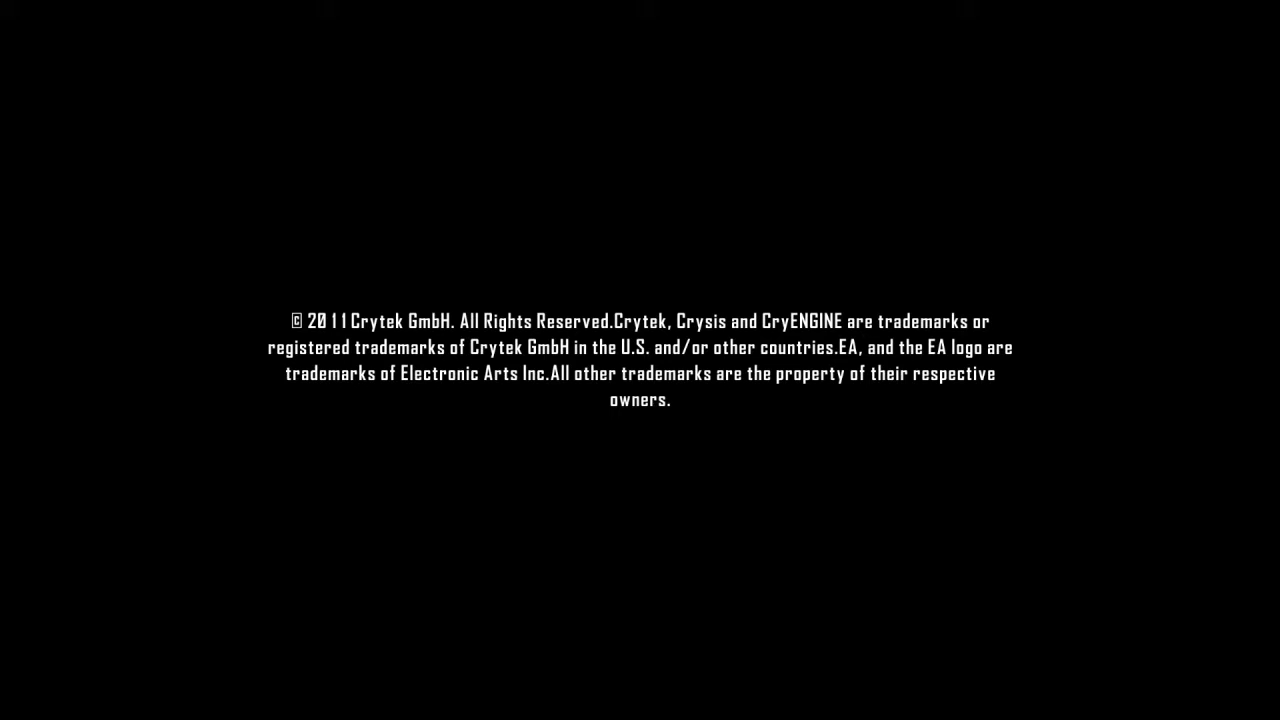 © 2011 Crytek GmbH. All Rights Reserved.Crytek, Crysis and CryENGINE are trademarks or
registered trademarks of Crytek GmbH in the U.S. and/or other countries.EA, and the EA logo are
trademarks of Electronic Arts Inc.All other trademarks are the property of their respective
owners.